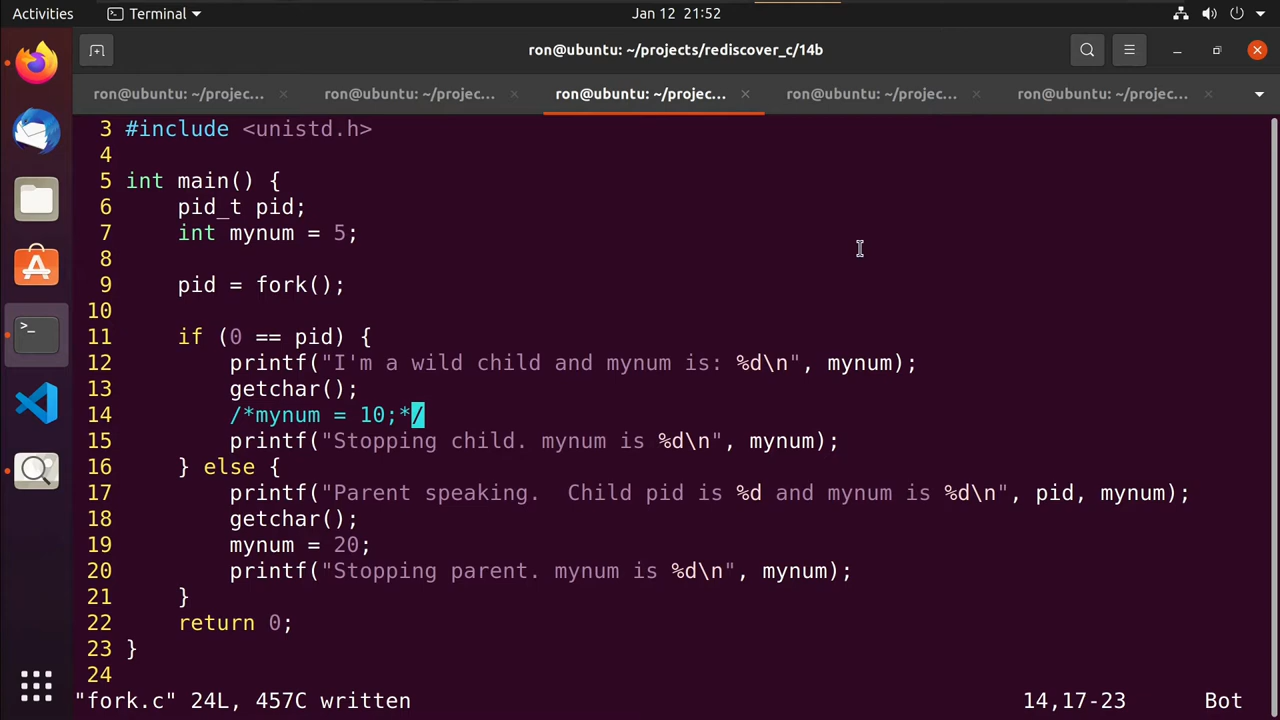 Activities
Terminal
Jan 12 21:52
ron@ubuntu: ~/projects/rediscover_c/14b
ron@ubuntu: ~/projec...
ron@ubuntu: ~/projec...
ron@ubuntu: ~/projec...
ron@ubuntu: ~/projec...
ron@ubuntu: ~/projec...
3 #include <unistd.h>
4
5 int main() {
6     pid_t pid;
7     int mynum = 5;
8
9     pid = fork();
10
11     if (0 == pid) {
12         printf("I'm a wild child and mynum is: %d\n", mynum);
13         getchar();
14         /*mynum = 10;*/
15         printf("Stopping child. mynum is %d\n", mynum);
16     } else {
17         printf("Parent speaking.  Child pid is %d and mynum is %d\n", pid, mynum);
18         getchar();
19         mynum = 20;
20         printf("Stopping parent. mynum is %d\n", mynum);
21     }
22     return 0;
23 }
24
"fork.c" 24L, 457C written 14,17-23 Bot